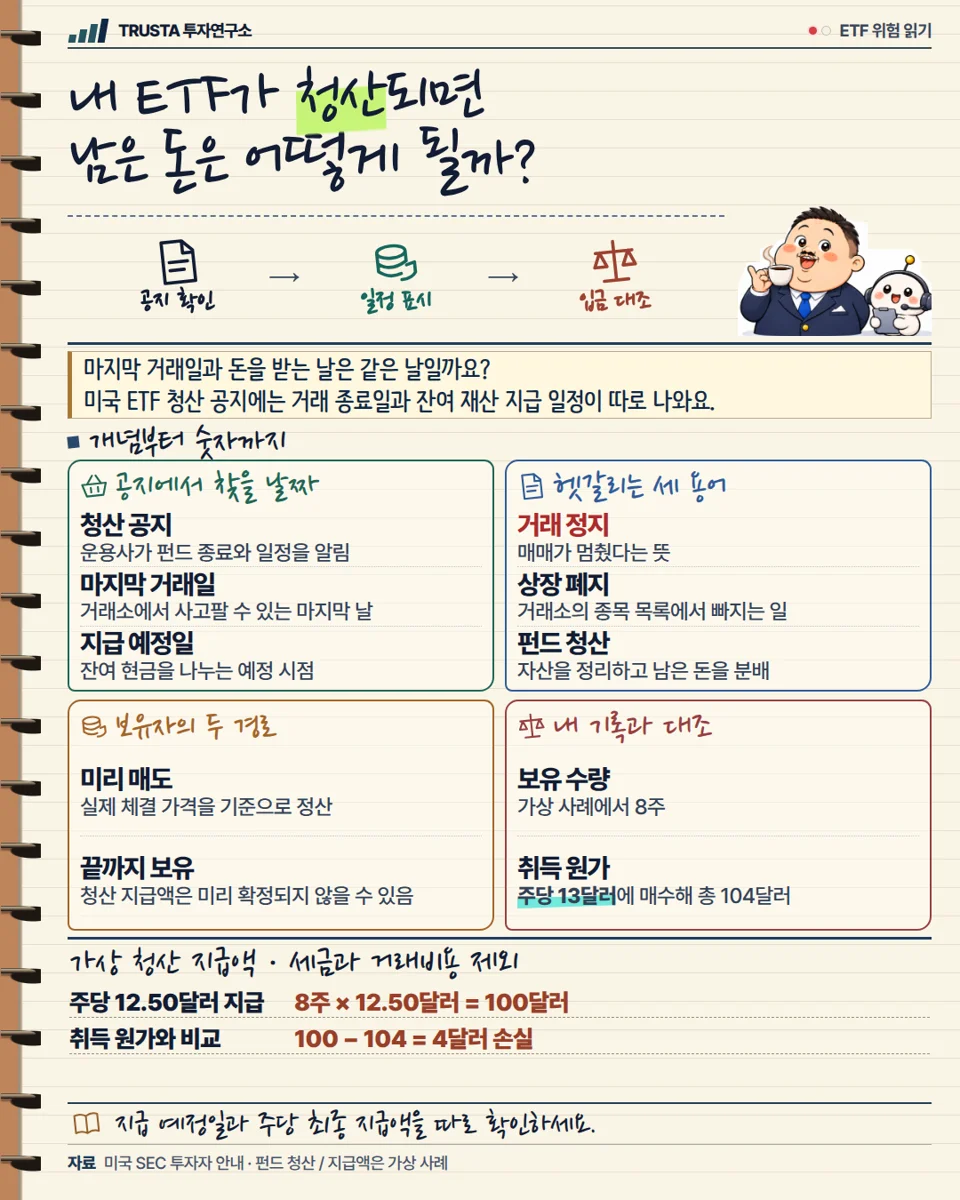 TRUSTA 투자연구소
ETF 위험 읽기
내 ETF가 청산되면
남은 돈은 어떻게 될까?
공지 확인 → 일정 표시 → 입금 대조
마지막 거래일과 돈을 받는 날은 같은 날일까요?
미국 ETF 청산 공지에는 거래 종료일과 잔여 재산 지급 일정이 따로 나와요.
개념부터 숫자까지
공지에서 찾을 날짜
청산 공지
운용사가 펀드 종료와 일정을 알림
마지막 거래일
거래소에서 사고팔 수 있는 마지막 날
지급 예정일
잔여 현금을 나누는 예정 시점
헷갈리는 세 용어
거래 정지
매매가 멈췄다는 뜻
상장 폐지
거래소의 종목 목록에서 빠지는 일
펀드 청산
자산을 정리하고 남은 돈을 분배
보유자의 두 경로
미리 매도
실제 체결 가격을 기준으로 정산
끝까지 보유
청산 지급액은 미리 확정되지 않을 수 있음
내 기록과 대조
보유 수량
가상 사례에서 8주
취득 원가
주당 13달러에 매수해 총 104달러
가상 청산 지급액 · 세금과 거래비용 제외
주당 12.50달러 지급 8주 × 12.50달러 = 100달러
취득 원가와 비교 100 − 104 = 4달러 손실
지급 예정일과 주당 최종 지급액을 따로 확인하세요.
자료 미국 SEC 투자자 안내 · 펀드 청산 / 지급액은 가상 사례